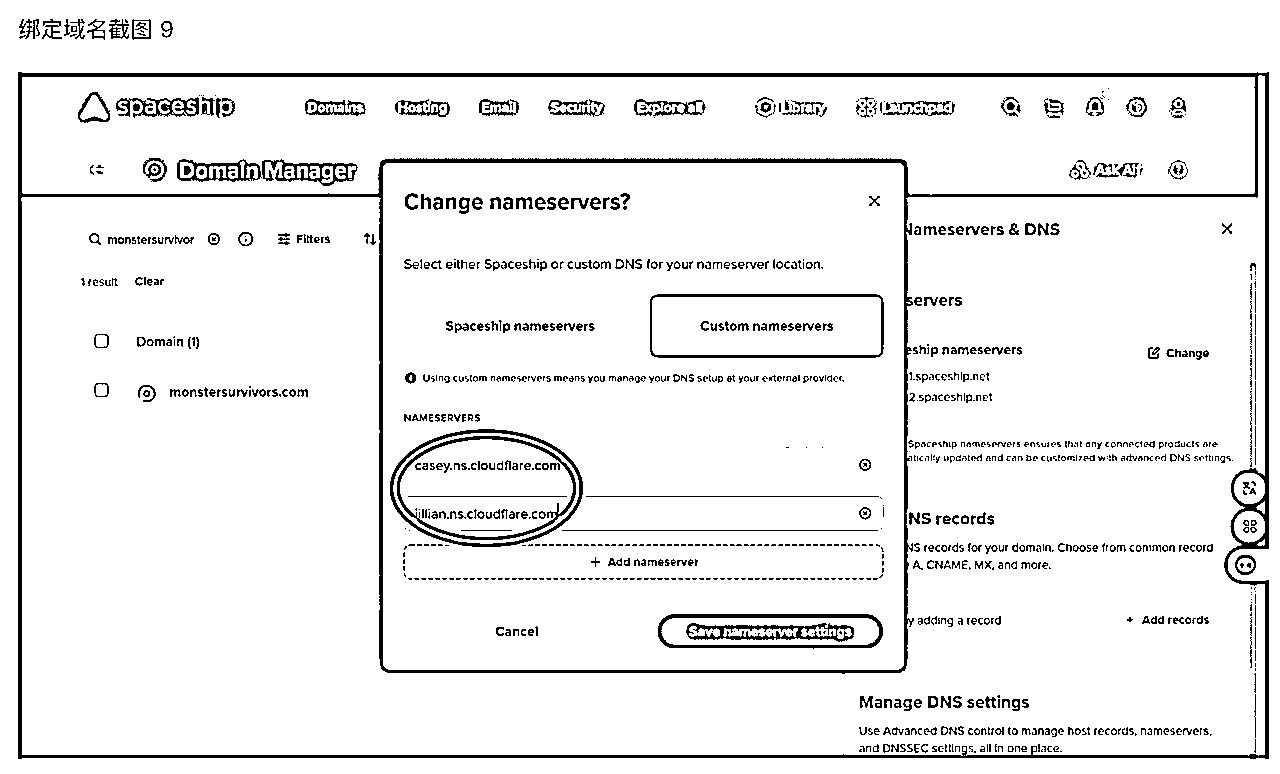 绑定域名截图 9
spaceship
Domains Hosting Email Security Explore all Library Launchpad
Domain Manager
Ask Alf
Change nameservers?
Select either Spaceship or custom DNS for your nameserver location.
Spaceship nameservers Custom nameservers
Using custom nameservers means you manage your DNS setup at your external provider.
NAMESERVERS
casey.ns.cloudflare.com
jillian.ns.cloudflare.com
+ Add nameserver
Cancel Save nameserver settings
monstersurvivor Filters
1 result Clear
Domain (1)
monstersurvivors.com
Nameservers & DNS
servers
eship nameservers Change
1.spaceship.net
2.spaceship.net
Spaceship nameservers ensures that any connected products are
atically updated and can be customized with advanced DNS settings.
NS records
NS records for your domain. Choose from common record
A, CNAME, MX, and more.
y adding a record + Add records
Manage DNS settings
Use Advanced DNS control to manage host records, nameservers,
and DNSSEC settings, all in one place.